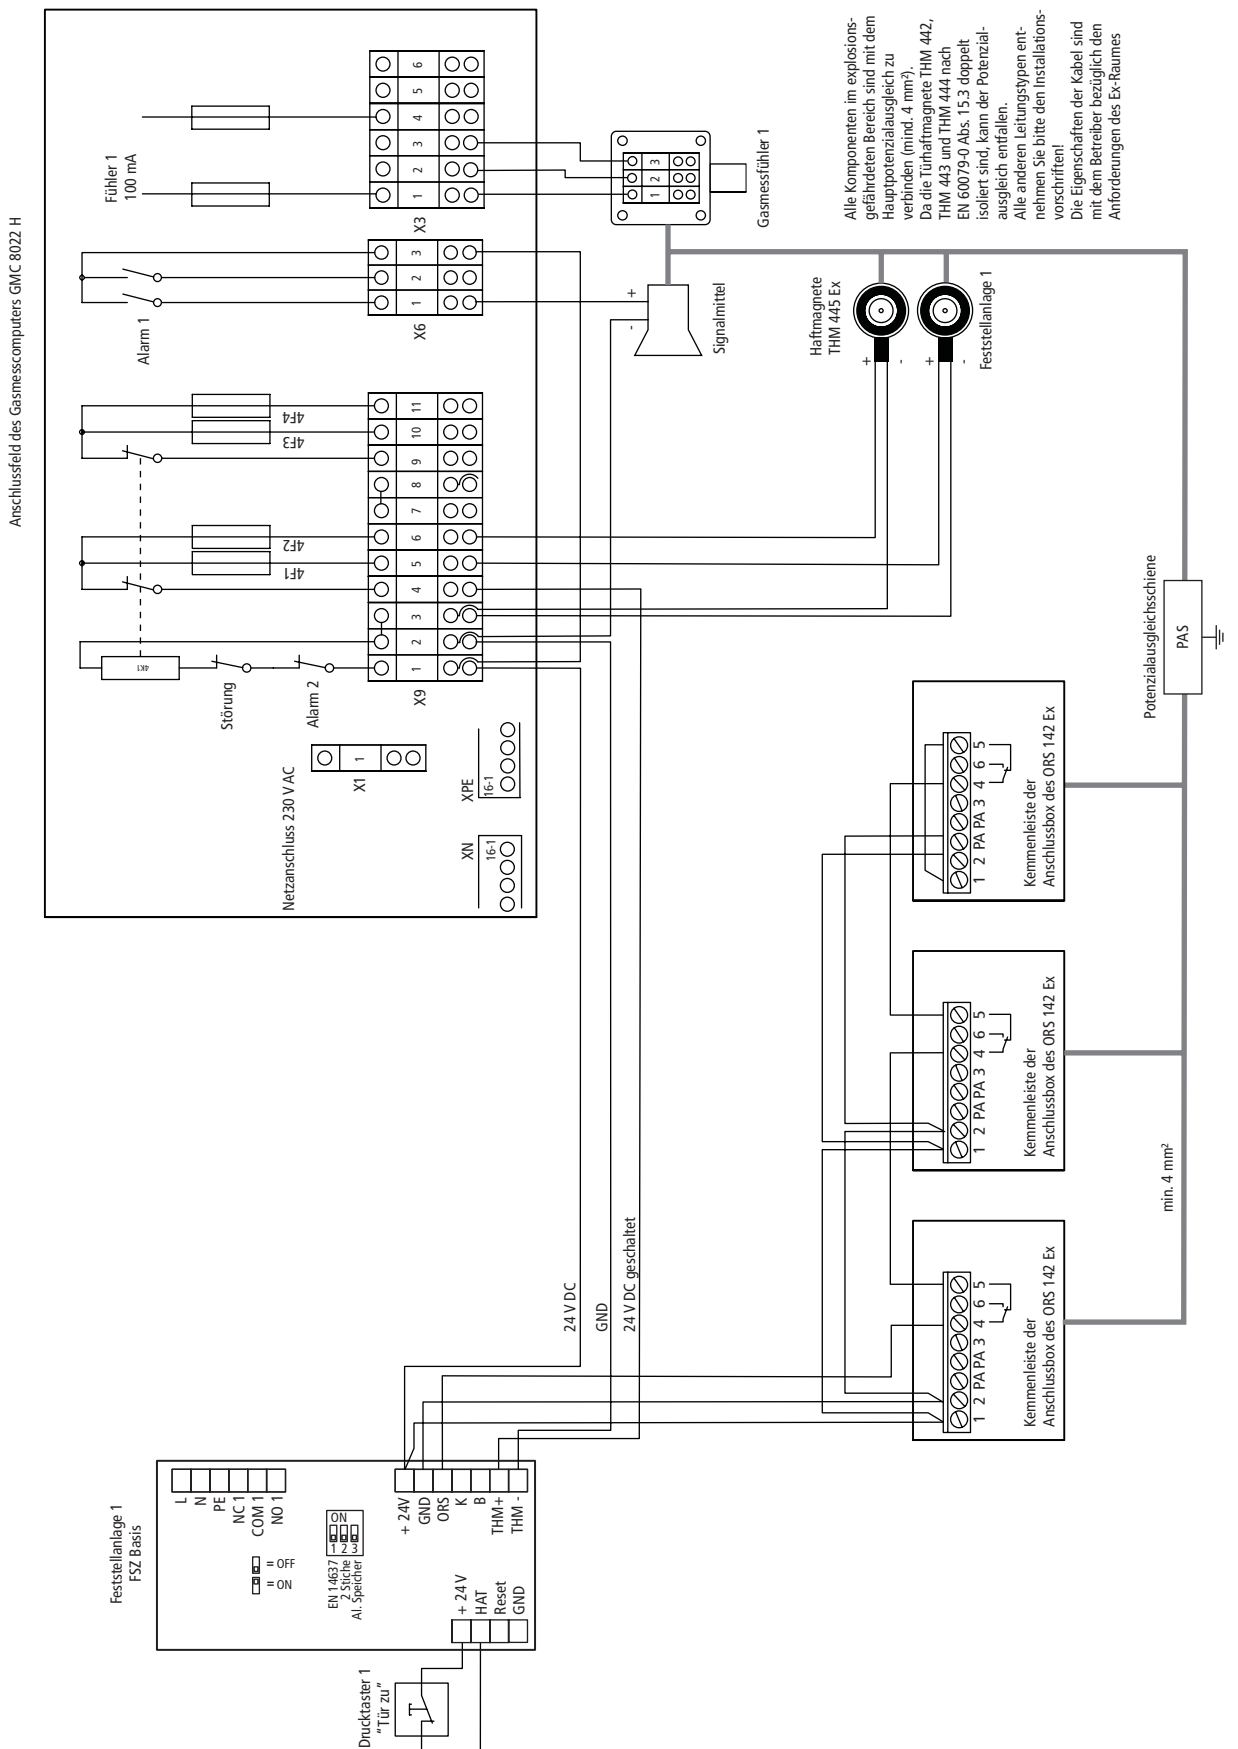 Anschlussfeld des Gasmesscomputers GMC 8022 H
Fühler 1
100 mA
1 2 3 4 5 6
X3
Alarm 1
1 2 3
X6
4F1
4F2
4F3
4F4
4K1
Störung
Alarm 2
1 2 3 4 5 6 7 8 9 10 11
X9
Netzanschluss 230 V AC
X1
1
XN
16-1
XPE
16-1
1 2 3
Gasmessfühler 1
+
-
Signalmittel
Haftmagnete
THM 445 Ex
+
-
+
-
Feststellanlage 1
Alle Komponenten im explosions-
gefährdeten Bereich sind mit dem
Hauptpotenzialausgleich zu
verbinden (mind. 4 mm²).
Da die Türhaftmagnete THM 442,
THM 443 und THM 444 nach
EN 60079-0 Abs. 15.3 doppelt
isoliert sind, kann der Potenzial-
ausgleich entfallen.
Alle anderen Leitungstypen ent-
nehmen Sie bitte den Installations-
vorschriften!
Die Eigenschaften der Kabel sind
mit dem Betreiber bezüglich den
Anforderungen des Ex-Raumes
24 V DC
GND
24 V DC geschaltet
Feststellanlage 1
FSZ Basis
L
N
PE
NC 1
COM 1
NO 1
= OFF
= ON
ON
1 2 3
EN 14637
2 Stiche
Al. Speicher
+ 24V
GND
ORS
K
B
THM+
THM -
+ 24 V
HAT
Reset
GND
Drucktaster 1
"Tür zu"
1 2 PA PA 3 4 6 5
Kemmenleiste der
Anschlussbox des ORS 142 Ex
1 2 PA PA 3 4 6 5
Kemmenleiste der
Anschlussbox des ORS 142 Ex
1 2 PA PA 3 4 6 5
Kemmenleiste der
Anschlussbox des ORS 142 Ex
min. 4 mm²
Potenzialausgleichsschiene
PAS